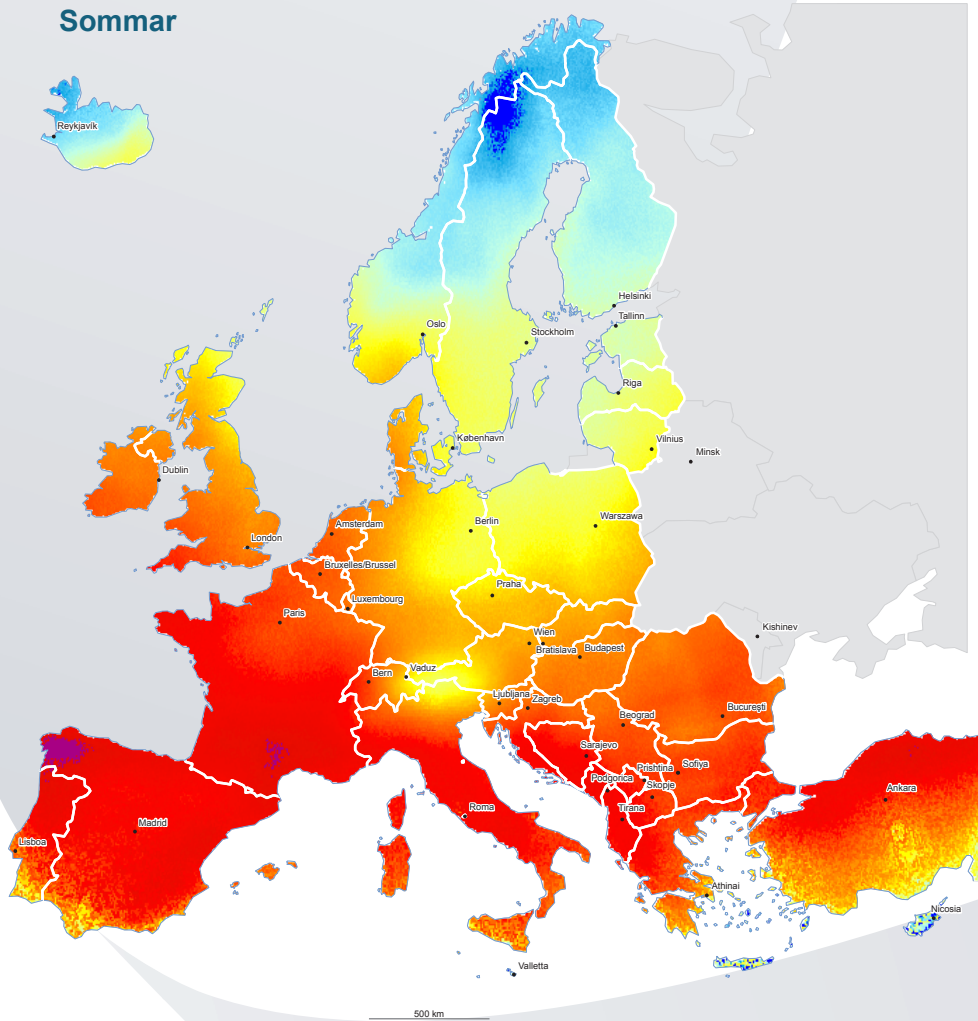 Sommar
Reykjavík
Helsinki
Tallinn
Oslo
Stockholm
Riga
København
Vilnius
Minsk
Dublin
Amsterdam
Berlin
Warszawa
London
Bruxelles/Brussel
Praha
Luxembourg
Paris
Kishinev
Wien
Bratislava
Budapest
Vaduz
Bern
Ljubljana
Zagreb
Beograd
București
Sarajevo
Prishtina
Sofiya
Podgorica
Skopje
Ankara
Tirana
Roma
Madrid
Lisboa
Athinai
Nicosia
Valletta
500 km